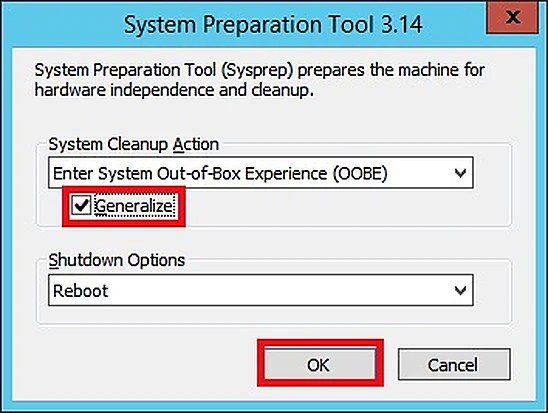 System Preparation Tool 3.14
x
System Preparation Tool (Sysprep) prepares the machine for
hardware independence and cleanup.
System Cleanup Action
Enter System Out-of-Box Experience (OOBE)
Generalize
Shutdown Options
Reboot
OK Cancel